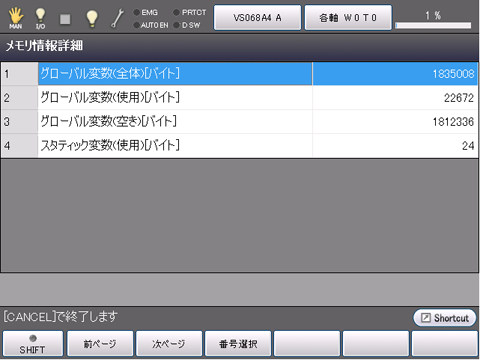 EMG PRTCT
MAN I/O AUTO EN D SW
VS068A4 A 各軸 W 0 T 0 1 %
メモリ情報詳細
1 グローバル変数(全体)[バイト] 1835008
2 グローバル変数(使用)[バイト] 22672
3 グローバル変数(空き)[バイト] 1812336
4 スタティック変数(使用)[バイト] 24
[CANCEL]で終了します Shortcut
SHIFT 前ページ 次ページ 番号選択